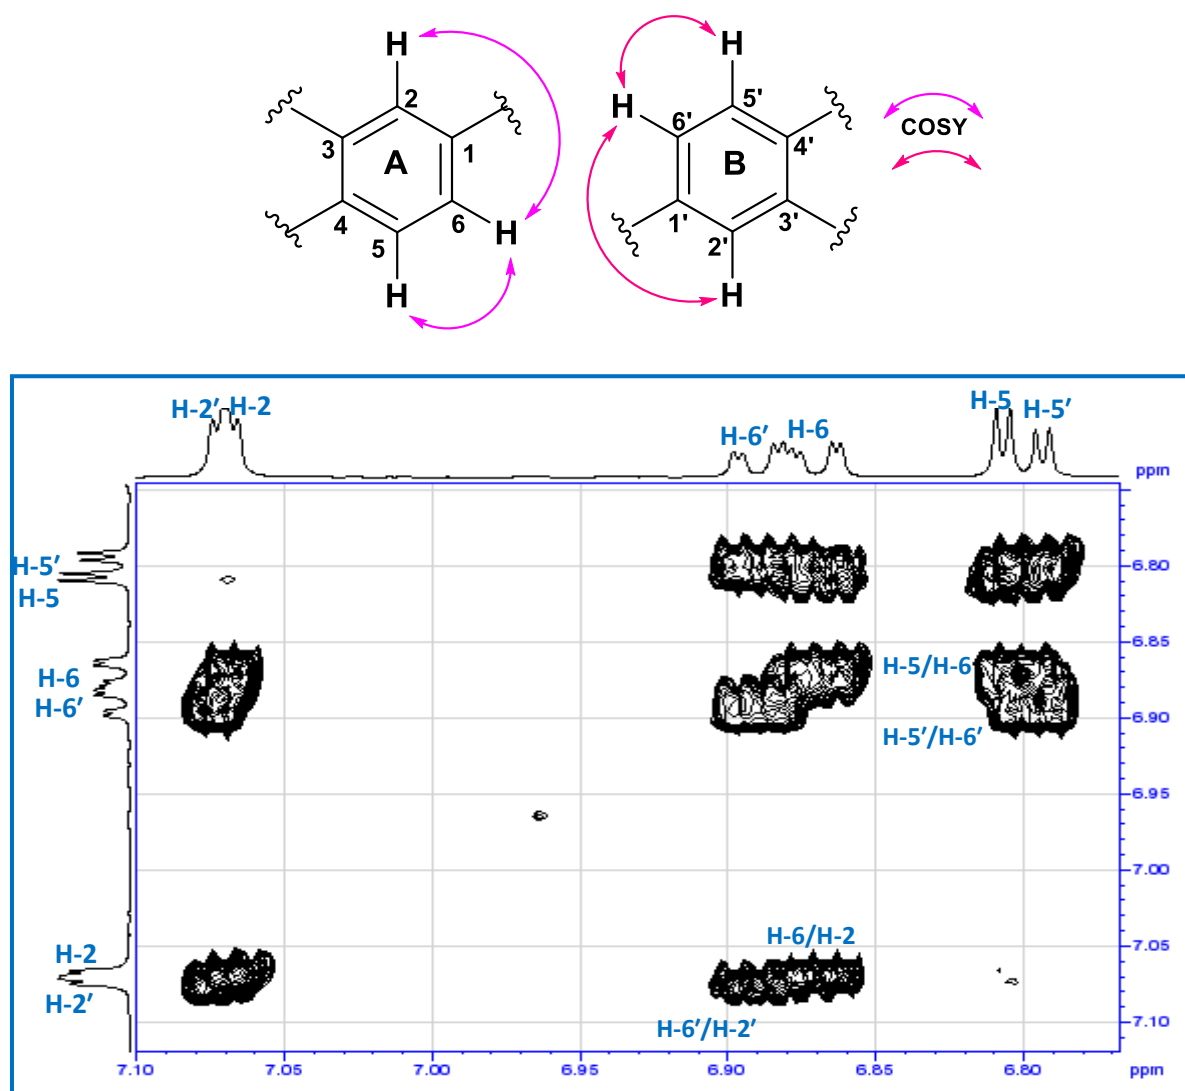 H H
H 2 5'
6' COSY
3 A 1 B 4'
4 6 H 1' 3'
5 2'
H H
H-2′ H-2 H-6′ H-6 H-5 H-5′
ppm
H-5′ 6.80
H-5
6.85
H-6 H-5/H-6
H-6′ 6.90
H-5′/H-6′
6.95
7.00
H-2 H-6/H-2 7.05
H-2′
H-6′/H-2′ 7.10
7.10 7.05 7.00 6.95 6.90 6.85 6.80 ppm